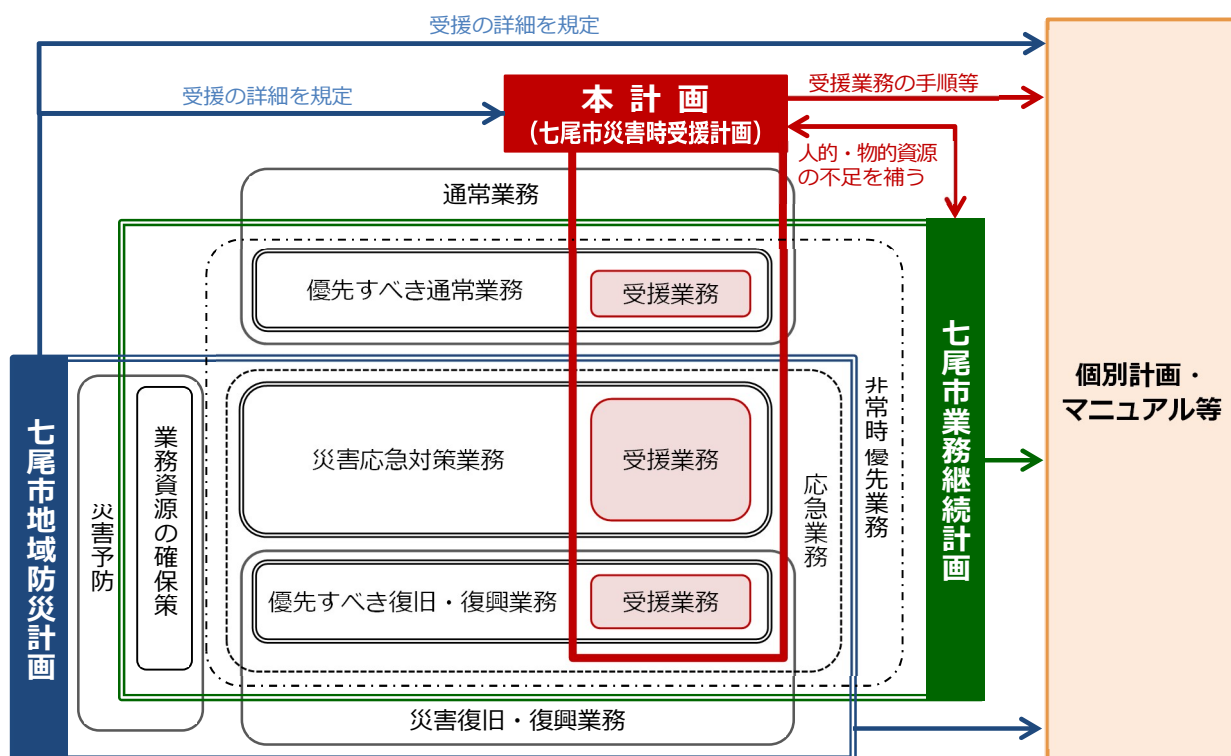 受援の詳細を規定
受援の詳細を規定
本計画
（七尾市災害時受援計画）
受援業務の手順等
人的・物的資源
の不足を補う
通常業務
優先すべき通常業務
受援業務
七尾市地域防災計画
災害予防
業務資源の確保策
災害応急対策業務
受援業務
応急業務
非常時優先業務
七尾市業務継続計画
個別計画・
マニュアル等
優先すべき復旧・復興業務
受援業務
災害復旧・復興業務